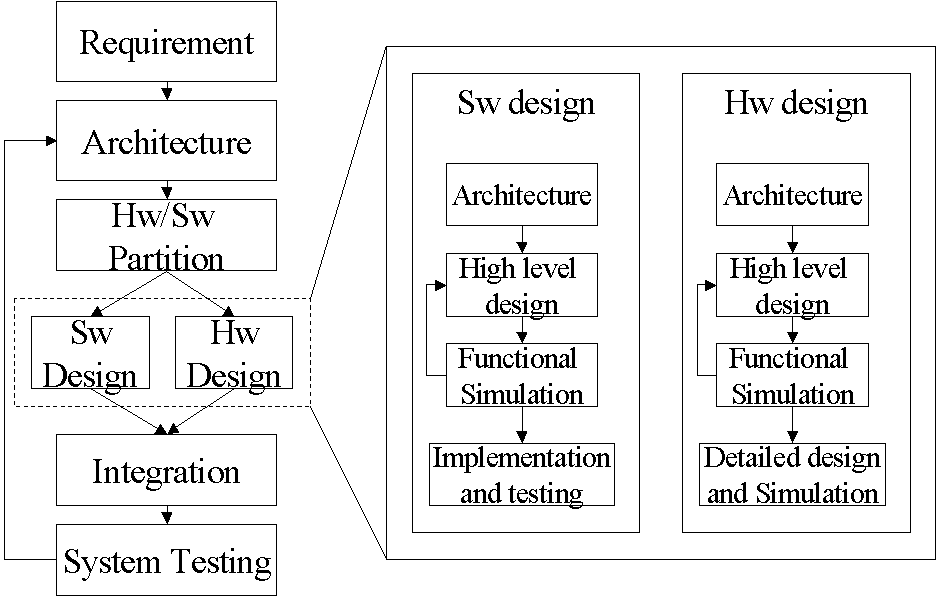 Requirement
Architecture
Hw/Sw
Partition
Sw
Design
Hw
Design
Integration
System Testing
Sw design
Architecture
High level
design
Functional
Simulation
Implementation
and testing
Hw design
Architecture
High level
design
Functional
Simulation
Detailed design
and Simulation